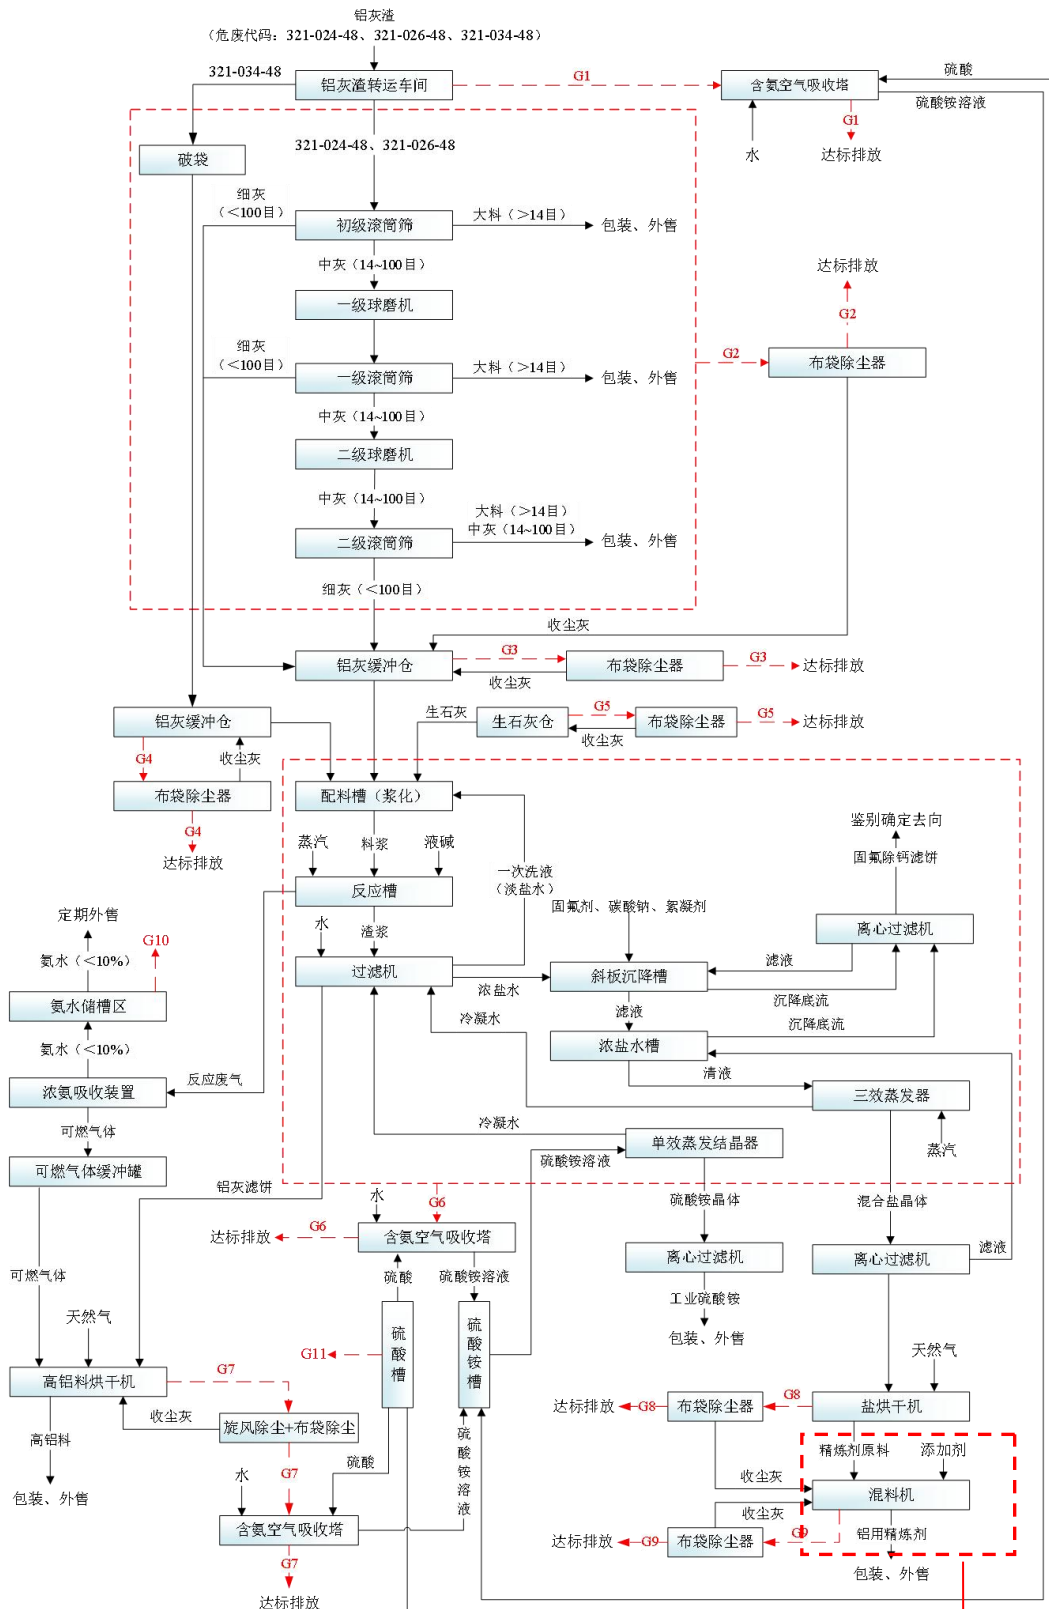 铝灰渣
（危废代码：321-024-48、321-026-48、321-034-48）
321-034-48
铝灰渣转运车间
G1
含氨空气吸收塔
硫酸
硫酸铵溶液
G1
水
达标排放
破袋
321-024-48、321-026-48
细灰
（＜100目）
初级滚筒筛
大料（＞14目）
包装、外售
中灰（14~100目）
达标排放
一级球磨机
G2
细灰
（＜100目）
一级滚筒筛
大料（＞14目）
包装、外售
G2
布袋除尘器
中灰（14~100目）
二级球磨机
中灰（14~100目）
大料（＞14目）
中灰（14~100目）
二级滚筒筛
包装、外售
细灰（＜100目）
收尘灰
铝灰缓冲仓
G3
布袋除尘器
G3
达标排放
收尘灰
铝灰缓冲仓
生石灰
生石灰仓
G5
布袋除尘器
G5
达标排放
收尘灰
G4
收尘灰
布袋除尘器
配料槽（浆化）
G4
达标排放
蒸汽
料浆
液碱
一次洗液
（淡盐水）
鉴别确定去向
固氟除钙滤饼
反应槽
固氟剂、碳酸钠、絮凝剂
离心过滤机
定期外售
水
渣浆
G10
氨水（＜10%）
过滤机
浓盐水
斜板沉降槽
滤液
沉降底流
氨水储槽区
冷凝水
滤液
沉降底流
氨水（＜10%）
浓盐水槽
反应废气
浓氨吸收装置
清液
三效蒸发器
可燃气体
冷凝水
单效蒸发结晶器
蒸汽
可燃气体缓冲罐
硫酸铵溶液
铝灰滤饼
水
G6
硫酸铵晶体
混合盐晶体
达标排放
G6
含氨空气吸收塔
离心过滤机
离心过滤机
滤液
可燃气体
硫酸
硫酸铵溶液
工业硫酸铵
天然气
硫酸槽
硫酸铵槽
包装、外售
G11
天然气
高铝料烘干机
G7
达标排放
G8
布袋除尘器
G8
盐烘干机
收尘灰
旋风除尘+布袋除尘
高铝料
硫酸铵溶液
精炼剂原料
添加剂
包装、外售
水
G7
硫酸
收尘灰
混料机
收尘灰
含氨空气吸收塔
达标排放
G9
布袋除尘器
G9
铝用精炼剂
G7
包装、外售
达标排放